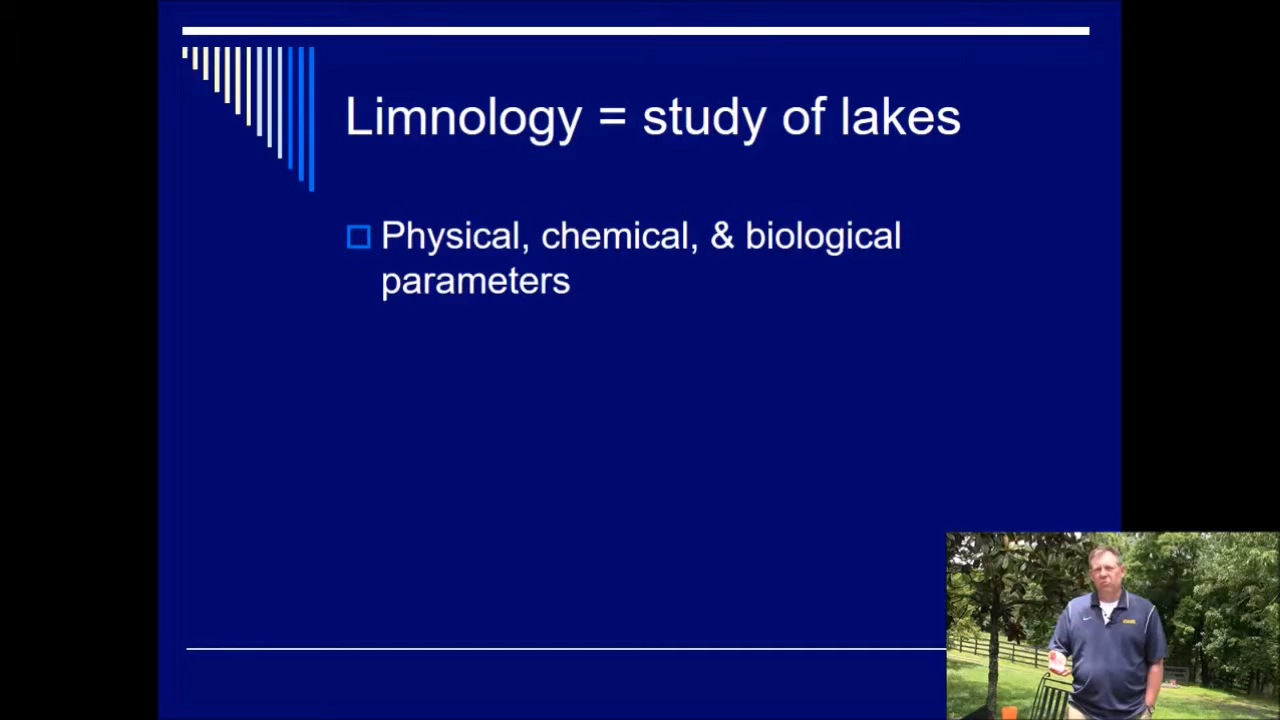 Limnology = study of lakes
Physical, chemical, & biological
parameters